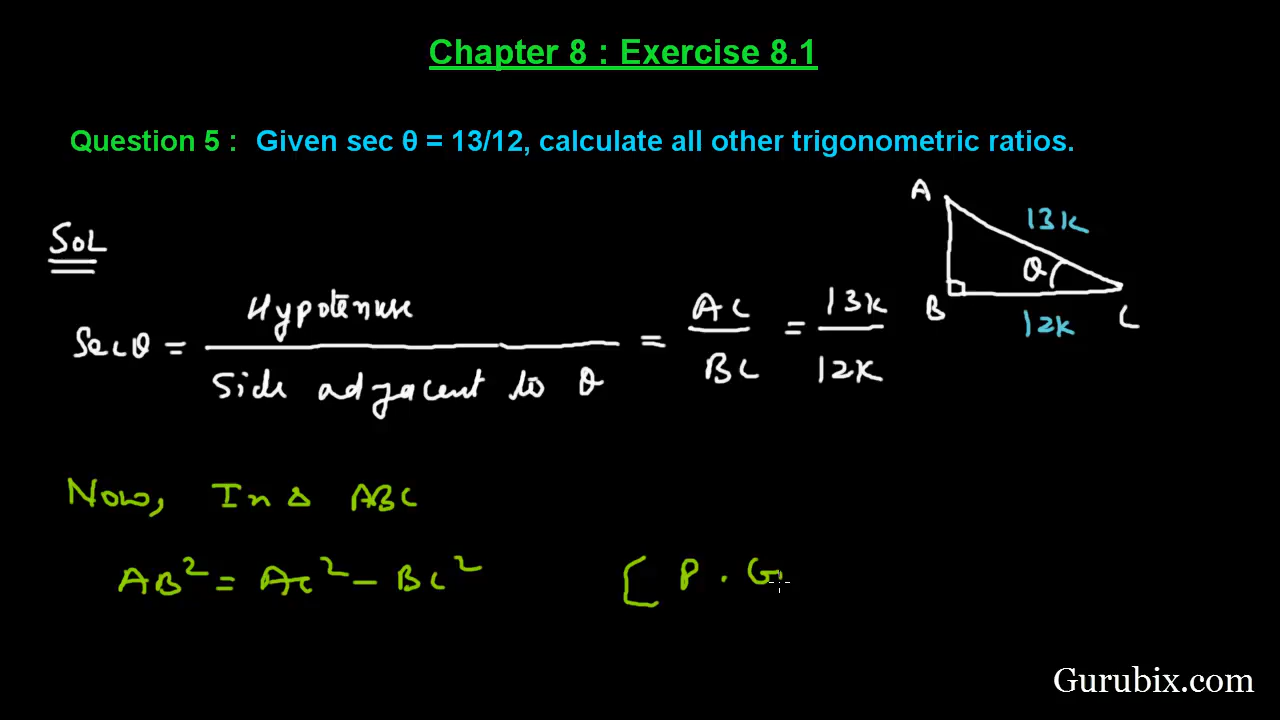 Chapter 8 : Exercise 8.1
Question 5 : Given sec θ = 13/12, calculate all other trigonometric ratios.
A
13k
θ
B
12k
C
SOL
Secθ = Hypotenuse / Side adjacent to θ = AC / BC = 13k / 12k
Now, In Δ ABC
AB² = AC² – BC² [ P. G
Gurubix.com